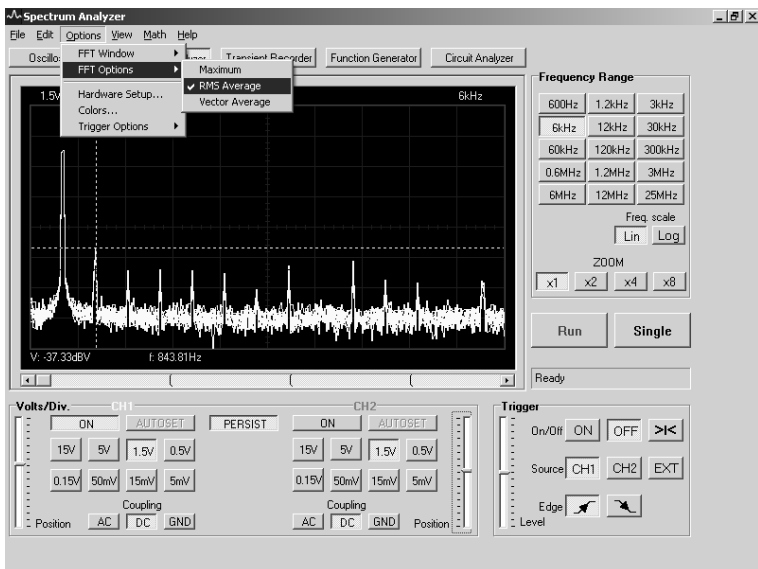 Spectrum Analyzer
File Edit Options View Math Help
Transient Recorder Function Generator Circuit Analyzer
FFT Window
FFT Options
Hardware Setup...
Colors...
Trigger Options
Maximum
RMS Average
Vector Average
6kHz
V: -37.33dBV f: 843.81Hz
Frequency Range
600Hz 1.2kHz 3kHz
6kHz 12kHz 30kHz
60kHz 120kHz 300kHz
0.6MHz 1.2MHz 3MHz
6MHz 12MHz 25MHz
Freq. scale
Lin Log
ZOOM
x1 x2 x4 x8
Run Single
Ready
Volts/Div. CH1
ON AUTOSET PERSIST
15V 5V 1.5V 0.5V
0.15V 50mV 15mV 5mV
Coupling
Position AC DC GND
CH2
ON AUTOSET
15V 5V 1.5V 0.5V
0.15V 50mV 15mV 5mV
Coupling
AC DC GND Position
Trigger
On/Off ON OFF >I<
Source CH1 CH2 EXT
Edge
Level